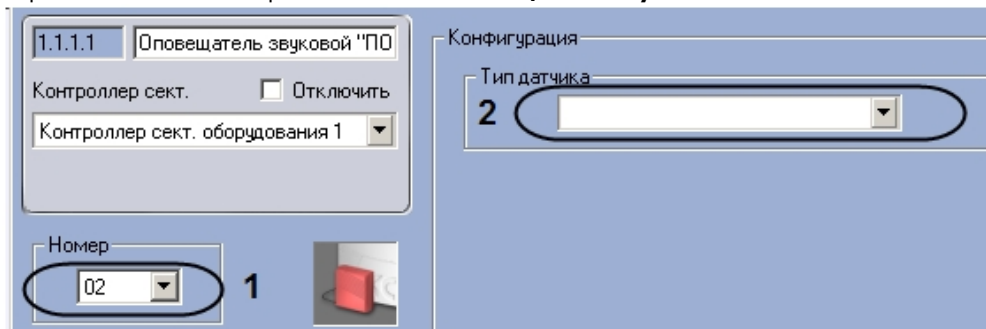 1.1.1.1 Оповещатель звуковой "ПО
Контроллер сект. Отключить
Контроллер сект. оборудования 1
Номер
02
1
Конфигурация
Тип датчика
2